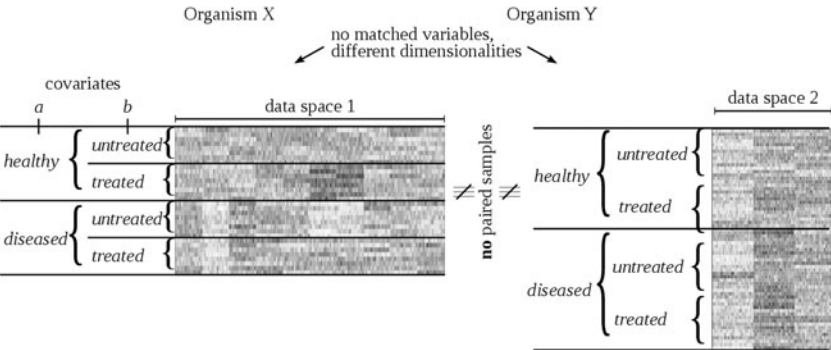 Organism X
Organism Y
no matched variables,
different dimensionalities
covariates
a
b
data space 1
data space 2
healthy
untreated
treated
diseased
untreated
treated
no paired samples
healthy
untreated
treated
diseased
untreated
treated